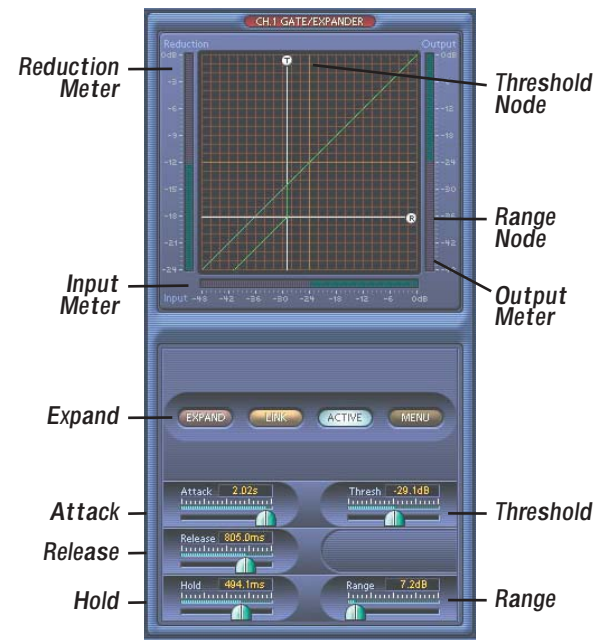 CH.1 GATE/EXPANDER
Reduction
Output
0dB
-3
-6
-9
-12
-15
-18
-21
-24
T
R
0dB
-12
-18
-24
-30
-36
-42
Input -48 -42 -36 -30 -24 -18 -12 -6 0dB
Reduction
Meter
Threshold
Node
Range
Node
Input
Meter
Output
Meter
Expand
EXPAND LINK ACTIVE MENU
Attack
Attack 2.02s
Thresh -29.1dB
Threshold
Release
Release 805.0ms
Hold
Hold 494.1ms
Range 7.2dB
Range